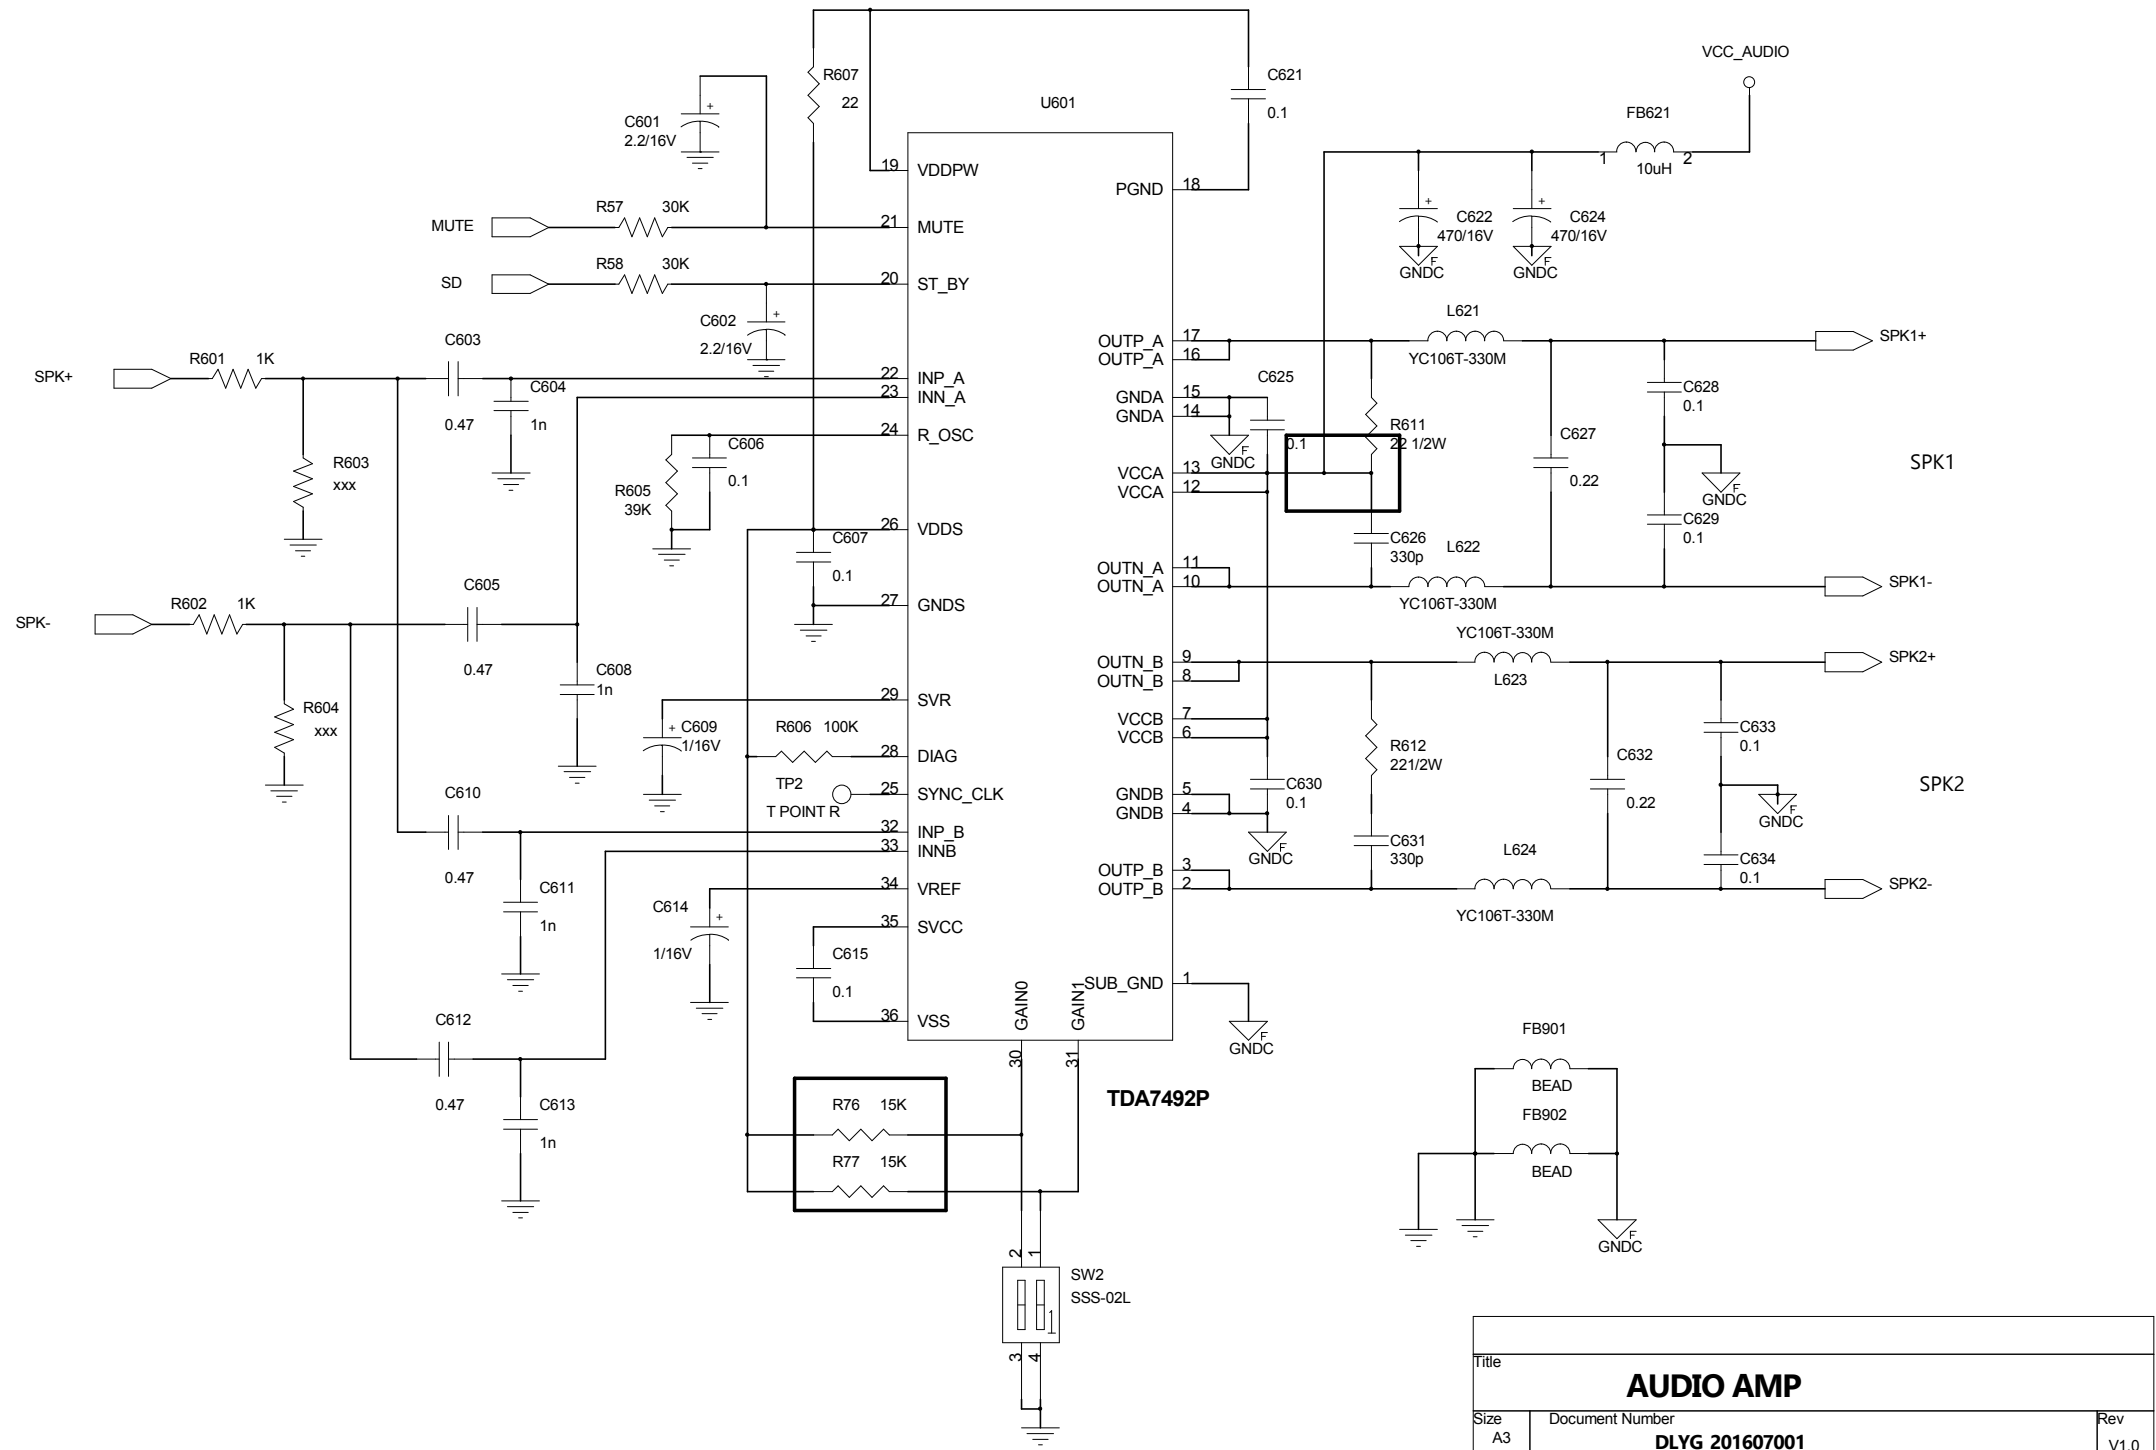 VCC_AUDIO
R607
22
C621
0.1
U601
FB621
1
2
10uH
C601
+
2.2/16V
19
VDDPW
PGND
18
R57
30K
MUTE
21
MUTE
+
C622
470/16V
F
GNDC
+
C624
470/16V
F
GNDC
R58
30K
SD
20
ST_BY
C602
+
2.2/16V
L621
YC106T-330M
SPK1+
C603
0.47
R601
1K
SPK+
OUTP_A
17
OUTP_A
16
22
INP_A
23
INN_A
C604
1n
C625
0.1
GNDA
15
GNDA
14
F
GNDC
C628
0.1
R611
22 1/2W
24
R_OSC
C606
0.1
R603
xxx
R605
39K
VCCA
13
VCCA
12
C627
0.22
SPK1
F
GNDC
26
VDDS
C607
0.1
C629
0.1
C626
330p
L622
YC106T-330M
OUTN_A
11
OUTN_A
10
SPK1-
C605
0.47
R602
1K
SPK-
27
GNDS
YC106T-330M
L623
OUTN_B
9
OUTN_B
8
SPK2+
C608
1n
29
SVR
R604
xxx
+
C609
1/16V
R606
100K
28
DIAG
VCCB
7
VCCB
6
C633
0.1
R612
221/2W
C632
0.22
SPK2
TP2
T POINT R
25
SYNC_CLK
C630
0.1
GNDB
5
GNDB
4
F
GNDC
F
GNDC
C610
0.47
32
INP_B
33
INNB
C631
330p
L624
YC106T-330M
C634
0.1
34
VREF
OUTP_B
3
OUTP_B
2
SPK2-
C611
1n
C614
+
1/16V
35
SVCC
C615
0.1
36
VSS
GAIN0
30
GAIN1
31
SUB_GND
1
F
GNDC
C612
0.47
C613
1n
TDA7492P
R76
15K
R77
15K
FB901
BEAD
FB902
BEAD
F
GNDC
2
1
SW2
SSS-02L
1
3
4
Title
AUDIO AMP
Size
A3
Document Number
DLYG 201607001
Rev
V1.0